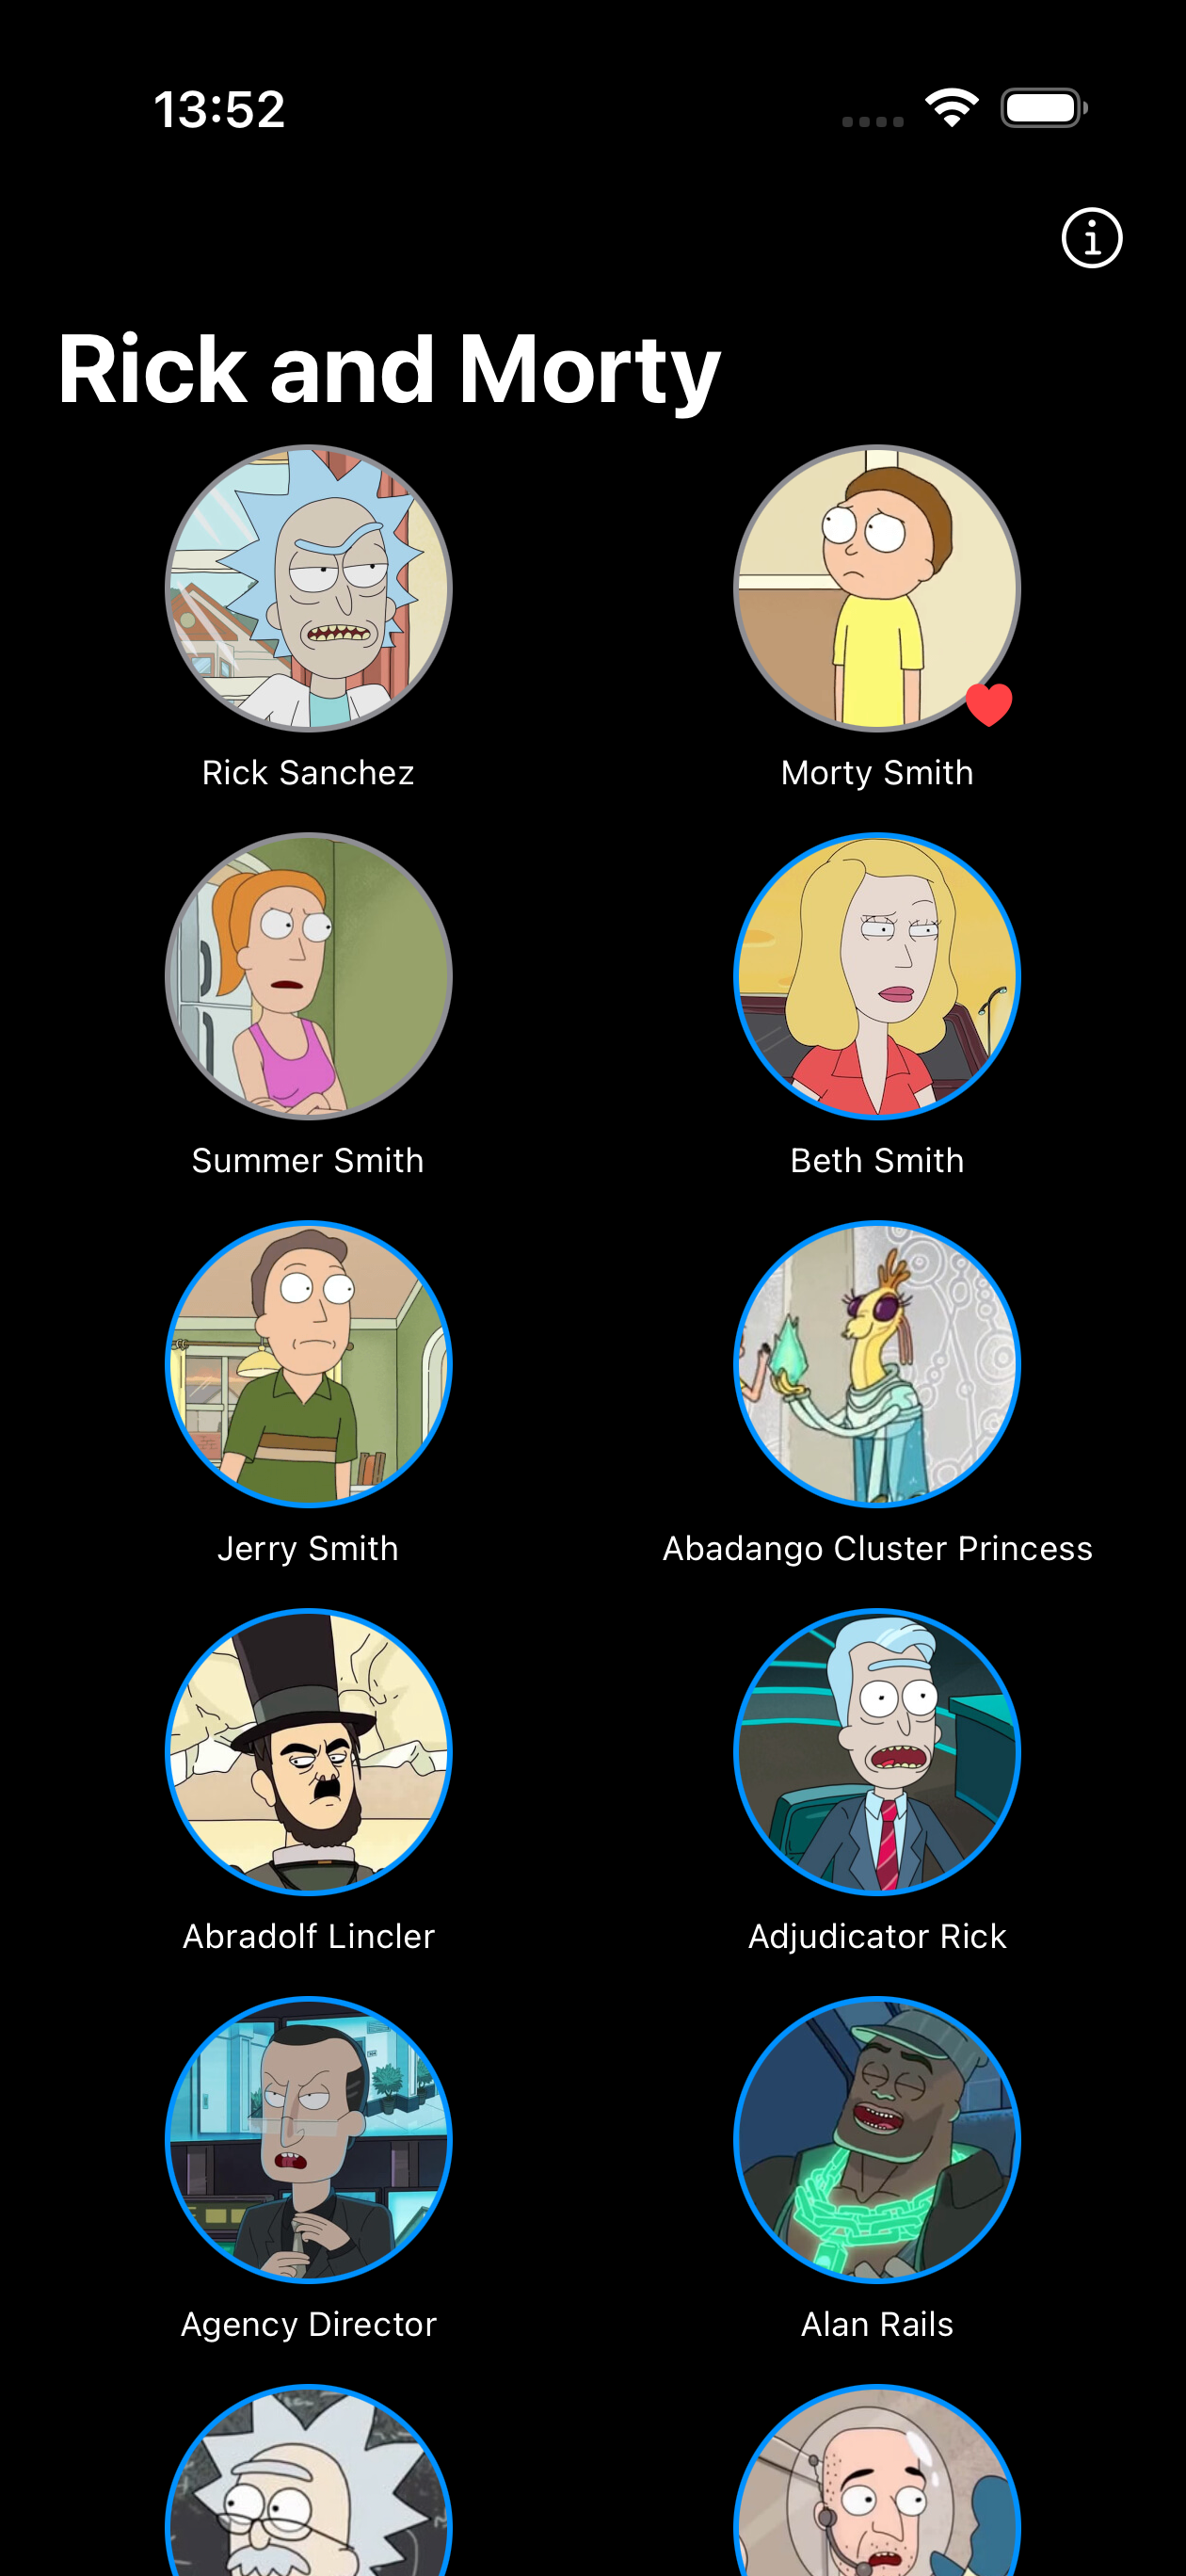 13:52
Rick and Morty
Rick Sanchez
Morty Smith
Summer Smith
Beth Smith
Jerry Smith
Abadango Cluster Princess
Abradolf Lincler
Adjudicator Rick
Agency Director
Alan Rails